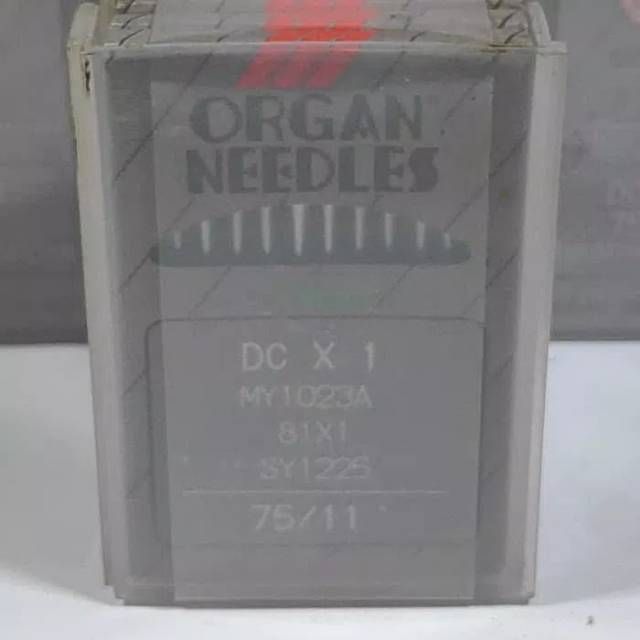 ORGAN
NEEDLES
DC X 1
MY1023A
81X1
SY1225
75/11